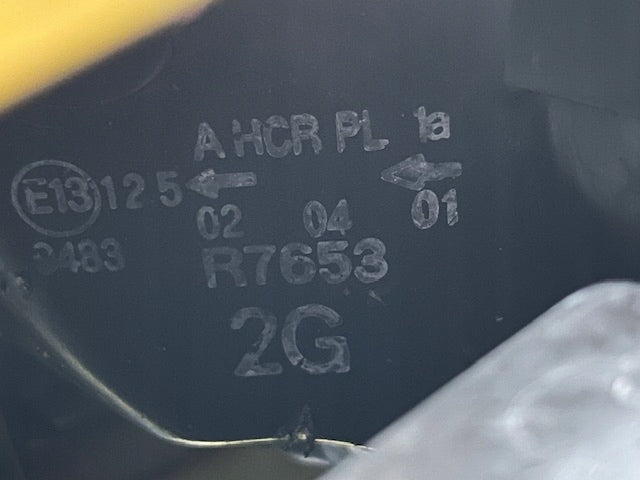 A HCR PL 1a
E13 12.5 ← ←
02 04 01
3483
R7653
2G